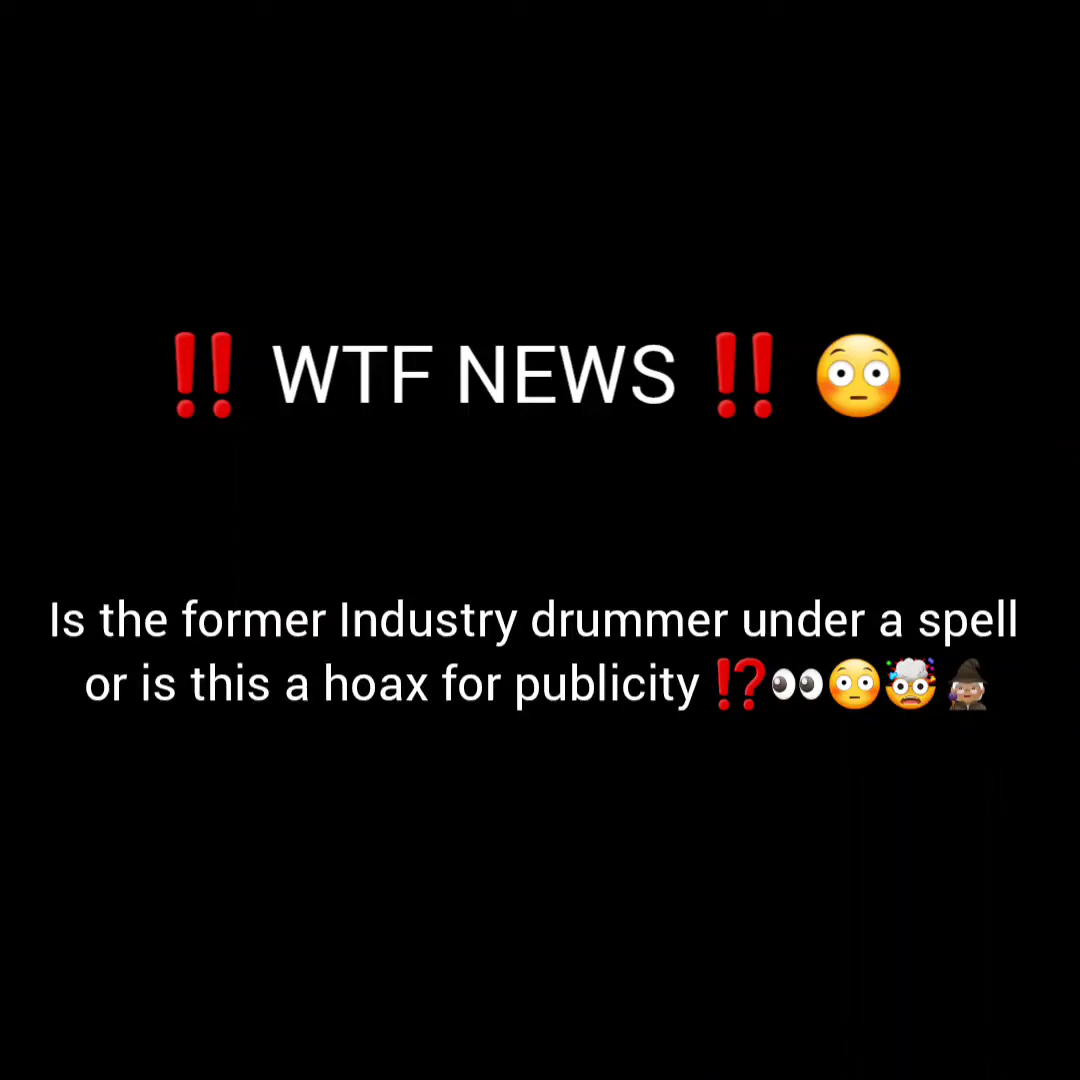 ‼️ WTF NEWS ‼️ 😳
Is the former Industry drummer under a spell
or is this a hoax for publicity ⁉️👀😳🤯🧙🏽